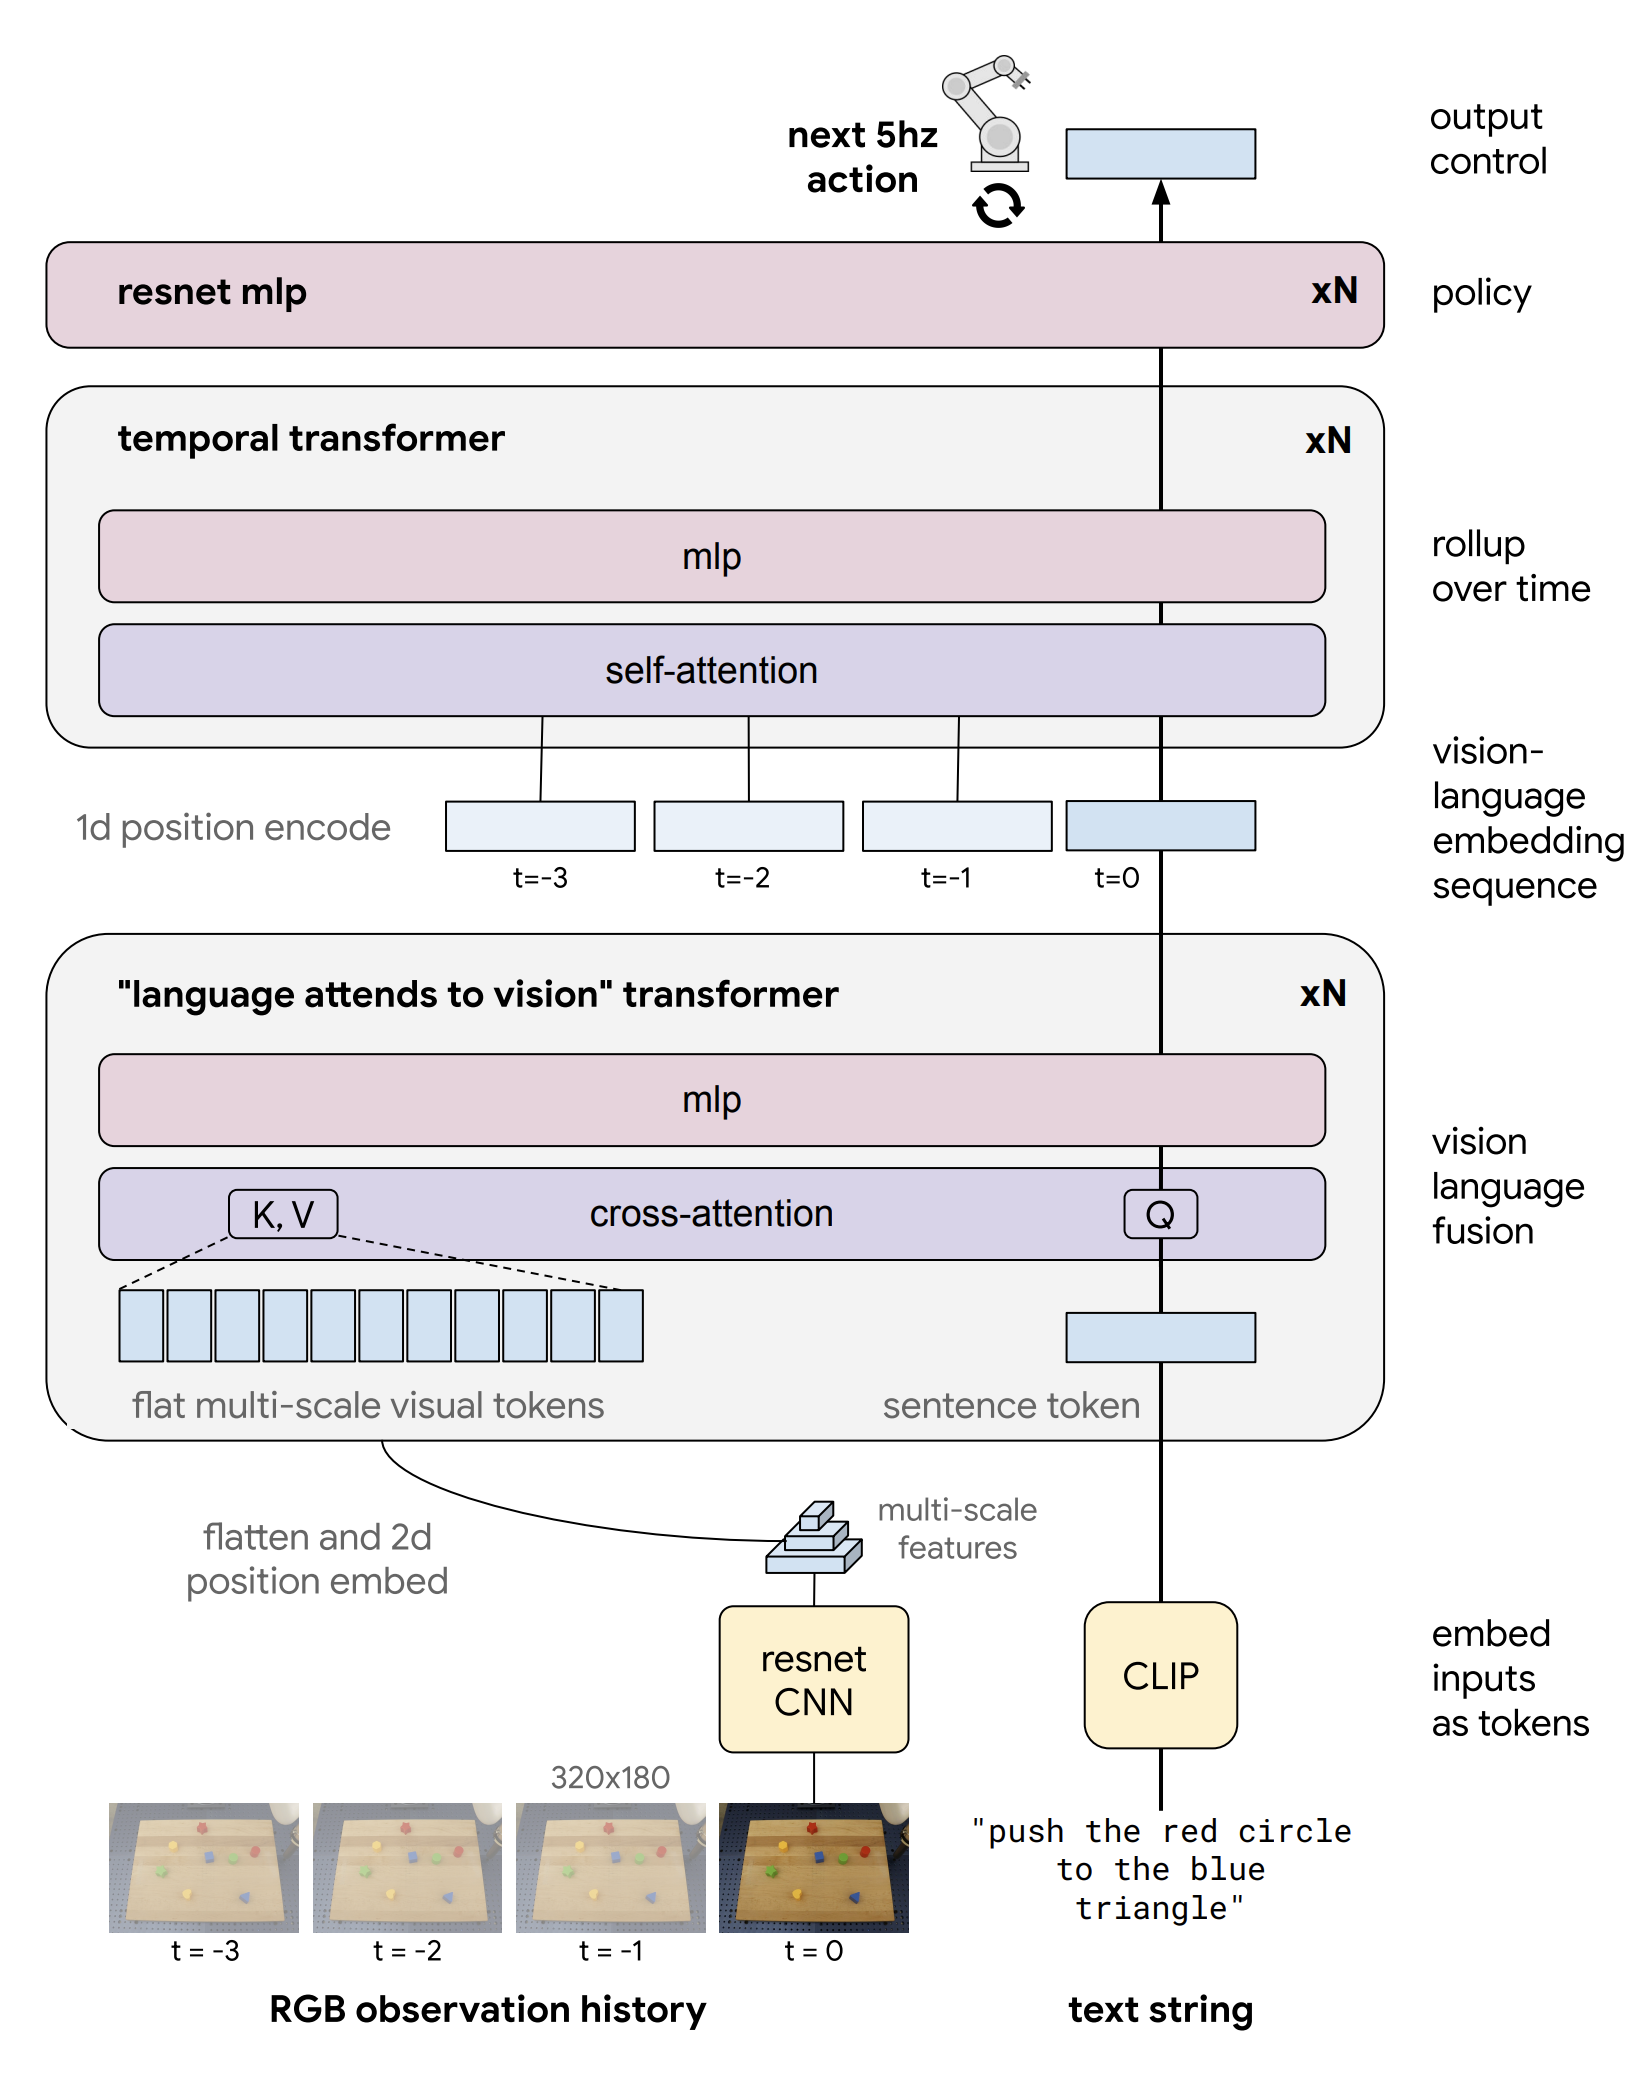 next 5hz
action
output
control
resnet mlp
xN
policy
temporal transformer
xN
mlp
rollup
over time
self-attention
vision-
language
embedding
sequence
1d position encode
t=-3
t=-2
t=-1
t=0
"language attends to vision" transformer
xN
mlp
vision
language
fusion
K, V
cross-attention
Q
flat multi-scale visual tokens
sentence token
flatten and 2d
position embed
multi-scale
features
resnet
CNN
CLIP
embed
inputs
as tokens
320x180
"push the red circle
to the blue
triangle"
t = -3
t = -2
t = -1
t = 0
RGB observation history
text string